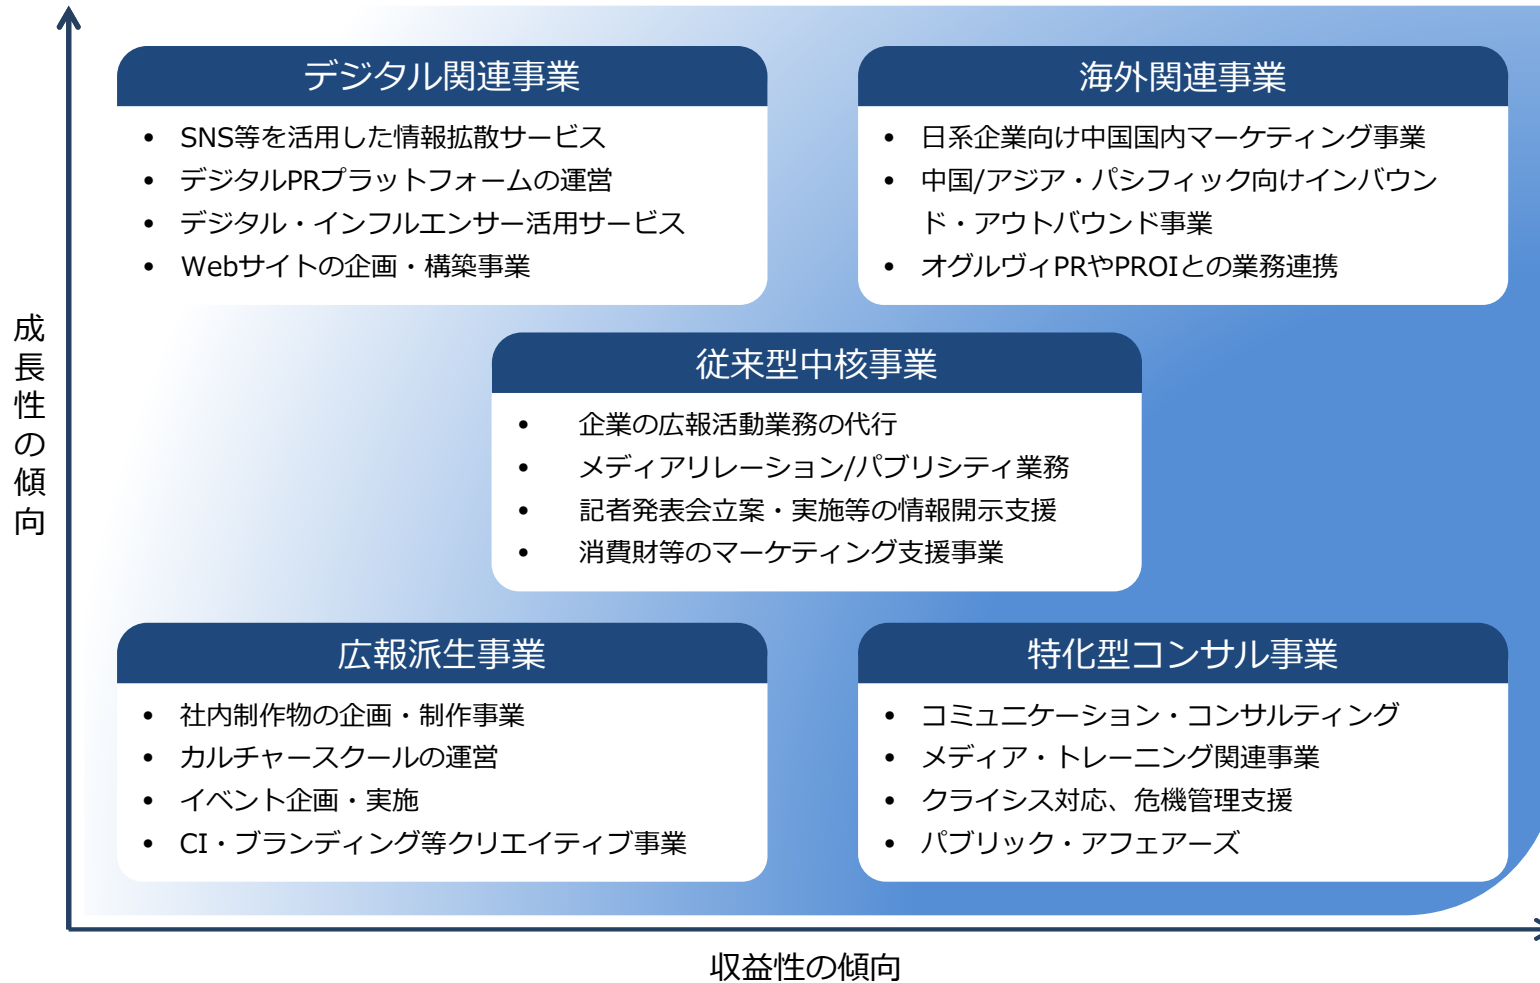 デジタル関連事業
• SNS等を活用した情報拡散サービス
• デジタルPRプラットフォームの運営
• デジタル・インフルエンサー活用サービス
• Webサイトの企画・構築事業
海外関連事業
• 日系企業向け中国国内マーケティング事業
• 中国/アジア・パシフィック向けインバウン
ド・アウトバウンド事業
• オグルヴィPRやPROIとの業務連携
成長性の傾向
従来型中核事業
• 企業の広報活動業務の代行
• メディアリレーション/パブリシティ業務
• 記者発表会立案・実施等の情報開示支援
• 消費財等のマーケティング支援事業
広報派生事業
• 社内制作物の企画・制作事業
• カルチャースクールの運営
• イベント企画・実施
• CI・ブランディング等クリエイティブ事業
特化型コンサル事業
• コミュニケーション・コンサルティング
• メディア・トレーニング関連事業
• クライシス対応、危機管理支援
• パブリック・アフェアーズ
収益性の傾向